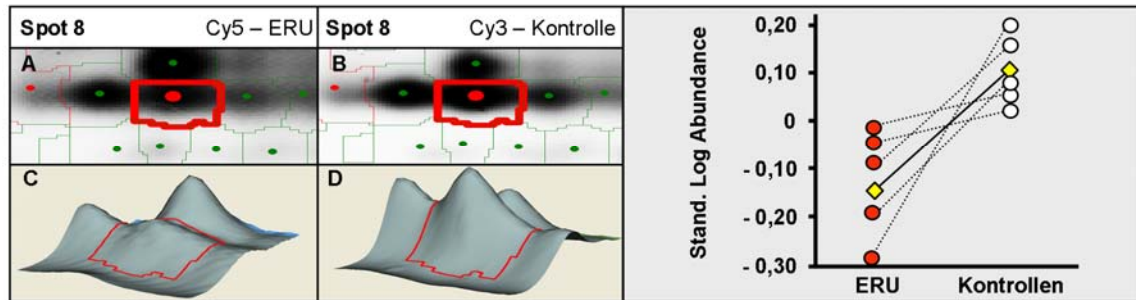 Spot 8 Cy5 – ERU
Spot 8 Cy3 – Kontrolle
A
B
C
D
Stand. Log Abundance
0,20
0,10
0
- 0,10
- 0,20
- 0,30
ERU Kontrollen